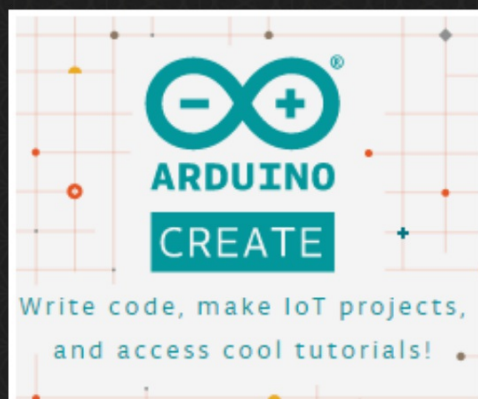 ®
ARDUINO
CREATE
Write code, make IoT projects,
and access cool tutorials!